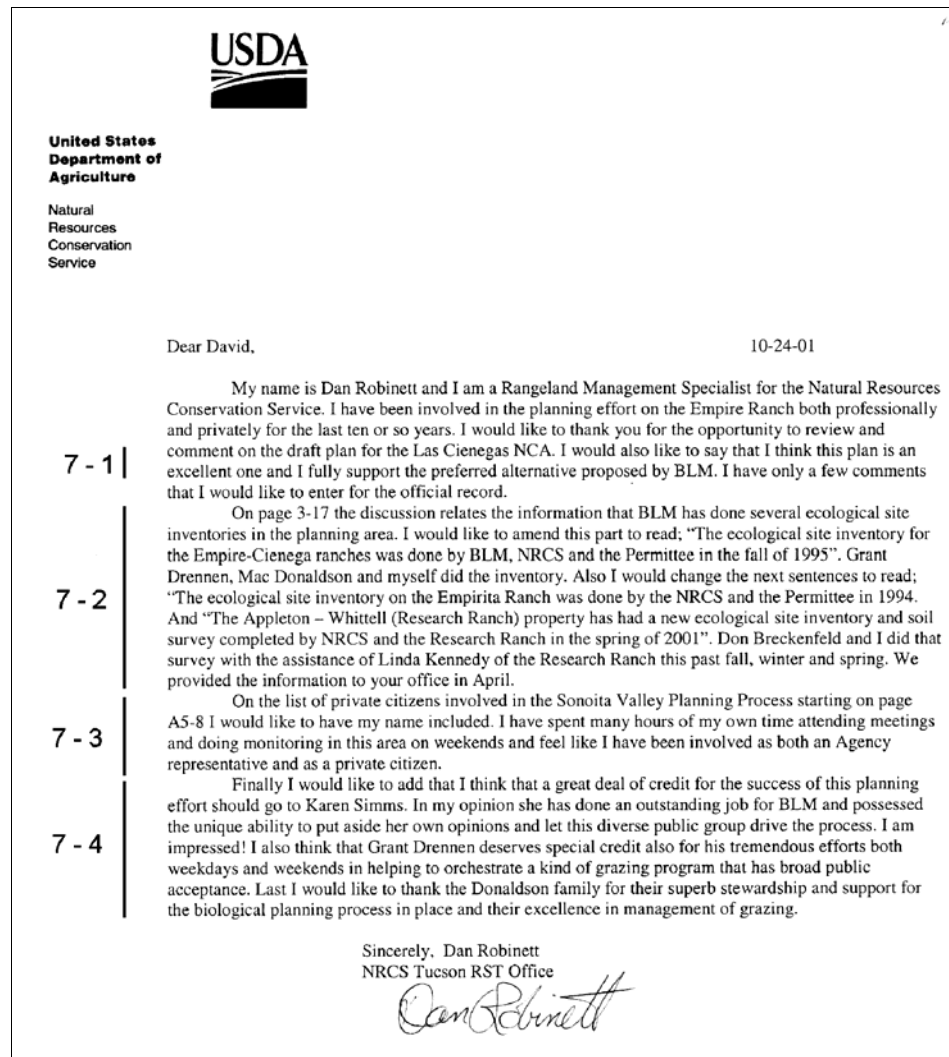 USDA
United States
Department of
Agriculture
Natural
Resources
Conservation
Service
Dear David,
10-24-01
My name is Dan Robinett and I am a Rangeland Management Specialist for the Natural Resources
Conservation Service. I have been involved in the planning effort on the Empire Ranch both professionally
and privately for the last ten or so years. I would like to thank you for the opportunity to review and
comment on the draft plan for the Las Cienegas NCA. I would also like to say that I think this plan is an
7 - 1
excellent one and I fully support the preferred alternative proposed by BLM. I have only a few comments
that I would like to enter for the official record.
On page 3-17 the discussion relates the information that BLM has done several ecological site
inventories in the planning area. I would like to amend this part to read; “The ecological site inventory for
the Empire-Cienega ranches was done by BLM, NRCS and the Permittee in the fall of 1995”. Grant
Drennen, Mac Donaldson and myself did the inventory. Also I would change the next sentences to read;
7 - 2
“The ecological site inventory on the Empirita Ranch was done by the NRCS and the Permittee in 1994.
And “The Appleton – Whittell (Research Ranch) property has had a new ecological site inventory and soil
survey completed by NRCS and the Research Ranch in the spring of 2001”. Don Breckenfeld and I did that
survey with the assistance of Linda Kennedy of the Research Ranch this past fall, winter and spring. We
provided the information to your office in April.
On the list of private citizens involved in the Sonoita Valley Planning Process starting on page
A5-8 I would like to have my name included. I have spent many hours of my own time attending meetings
7 - 3
and doing monitoring in this area on weekends and feel like I have been involved as both an Agency
representative and as a private citizen.
Finally I would like to add that I think that a great deal of credit for the success of this planning
effort should go to Karen Simms. In my opinion she has done an outstanding job for BLM and possessed
the unique ability to put aside her own opinions and let this diverse public group drive the process. I am
7 - 4
impressed! I also think that Grant Drennen deserves special credit also for his tremendous efforts both
weekdays and weekends in helping to orchestrate a kind of grazing program that has broad public
acceptance. Last I would like to thank the Donaldson family for their superb stewardship and support for
the biological planning process in place and their excellence in management of grazing.
Sincerely, Dan Robinett
NRCS Tucson RST Office
Dan Robinett